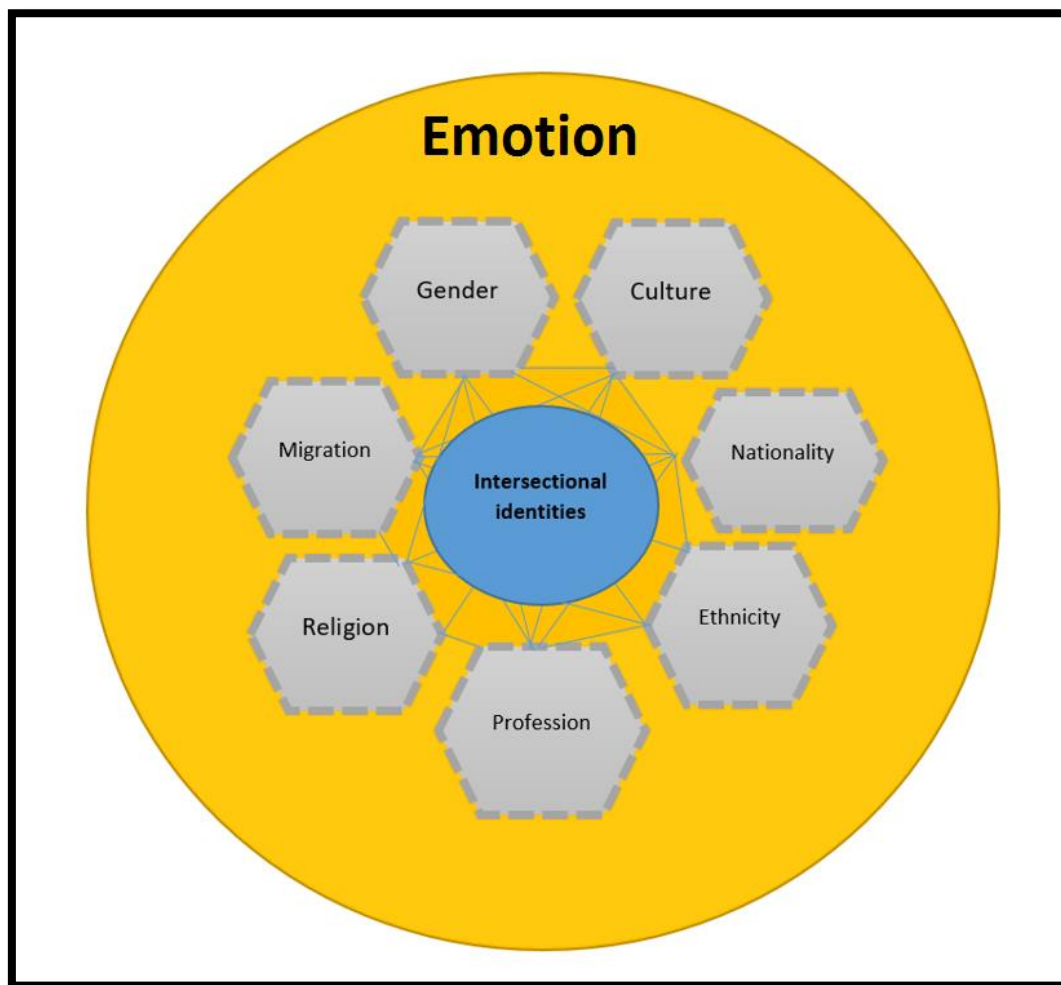 Emotion
Gender
Culture
Migration
Nationality
Intersectional
identities
Religion
Ethnicity
Profession